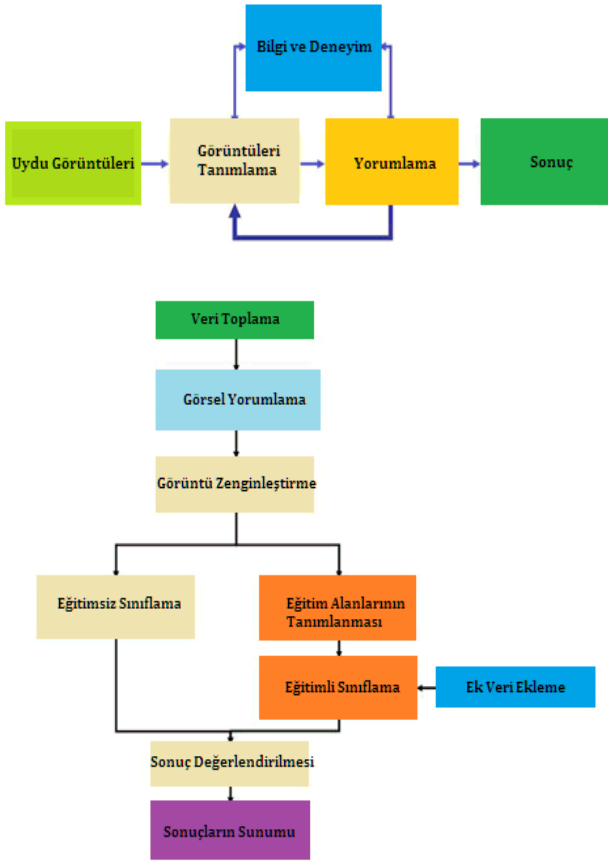 Bilgi ve Deneyim
Uydu Görüntüleri
Görüntüleri
Tanımlama
Yorumlama
Sonuç
Veri Toplama
Görsel Yorumlama
Görüntü Zenginleştirme
Eğitimsiz Sınıflama
Eğitim Alanlarının
Tanımlanması
Eğitimli Sınıflama
Ek Veri Ekleme
Sonuç Değerlendirilmesi
Sonuçların Sunumu